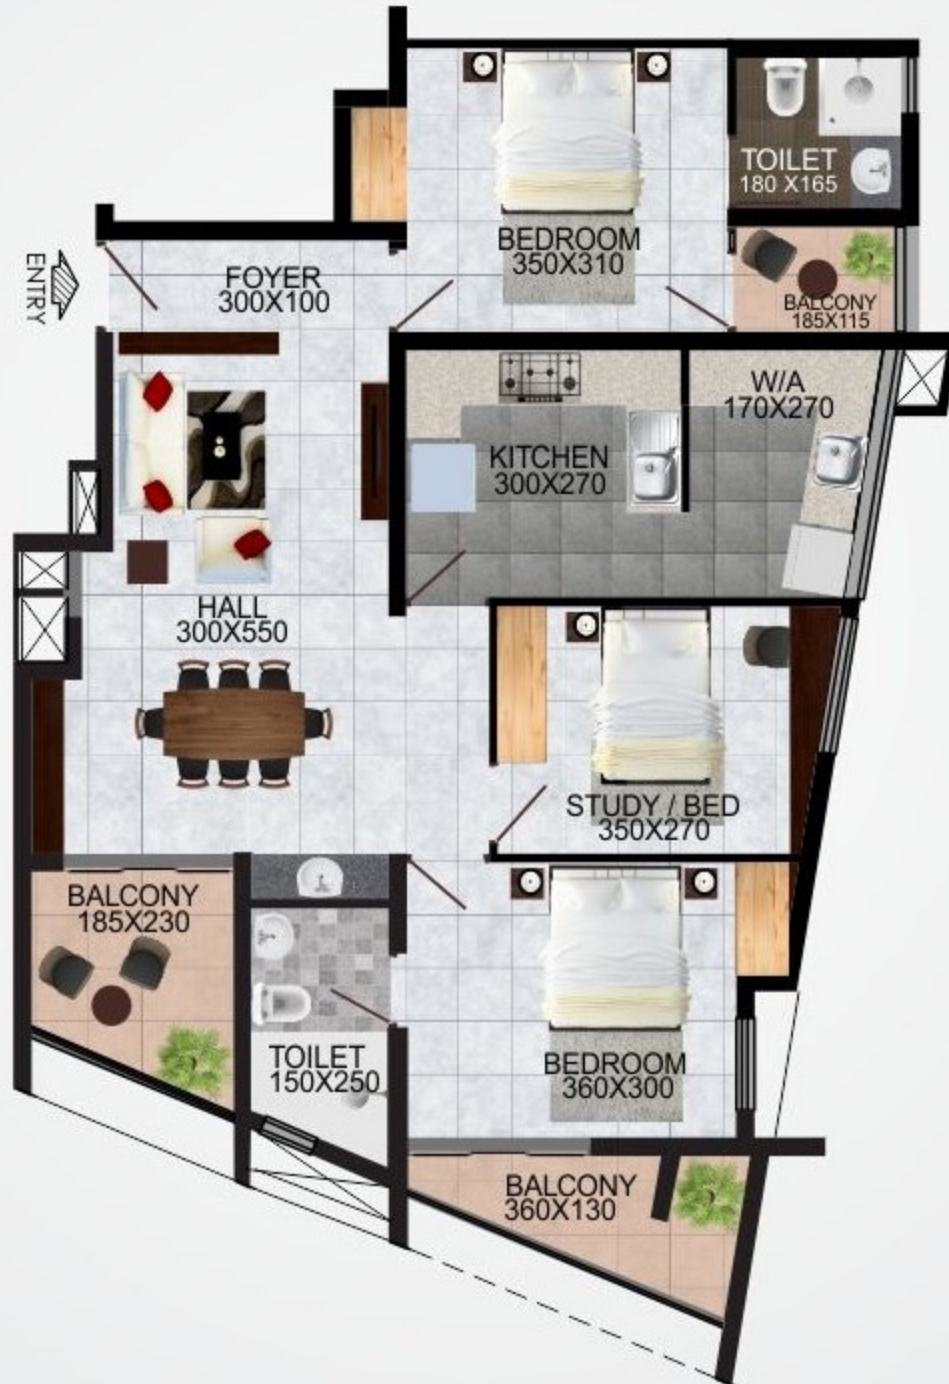 TOILET
180 X165
BEDROOM
350X310
ENTRY
FOYER
300X100
BALCONY
185X115
W/A
170X270
KITCHEN
300X270
HALL
300X550
STUDY / BED
350X270
BALCONY
185X230
TOILET
150X250
BEDROOM
360X300
BALCONY
360X130